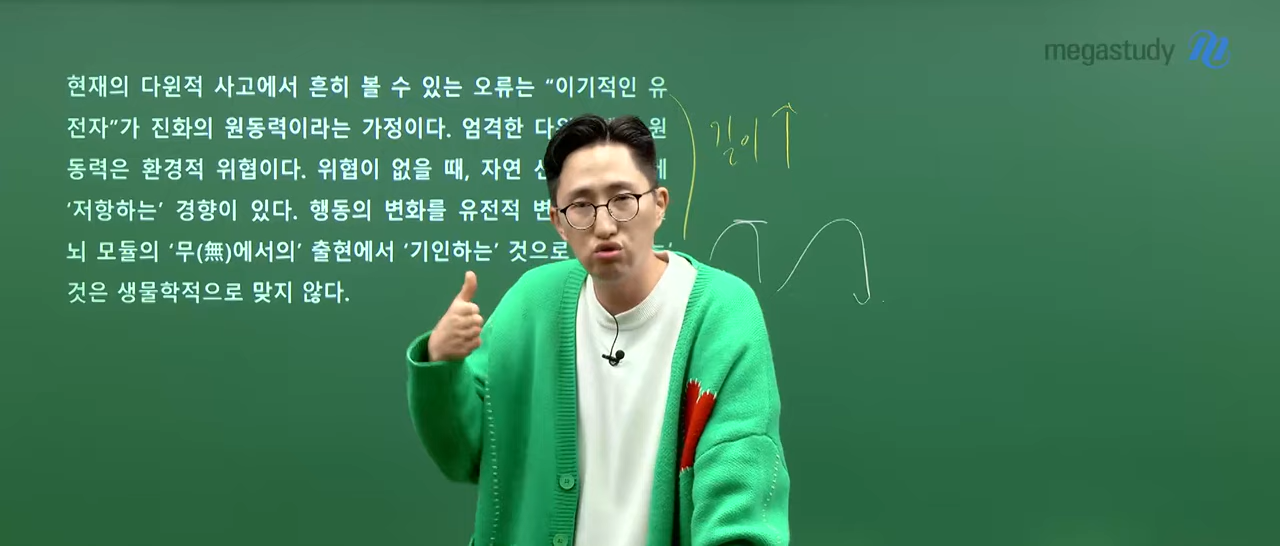 megastudy
현재의 다윈적 사고에서 흔히 볼 수 있는 오류는 “이기적인 유
전자”가 진화의 원동력이라는 가정이다. 엄격한 원
동력은 환경적 위협이다. 위협이 없을 때, 자연 에
'저항하는' 경향이 있다. 행동의 변화를 유전적
뇌 모듈의 '무(無)에서의' 출현에서 '기인하는' 것으로
것은 생물학적으로 맞지 않다.
길이 ↑